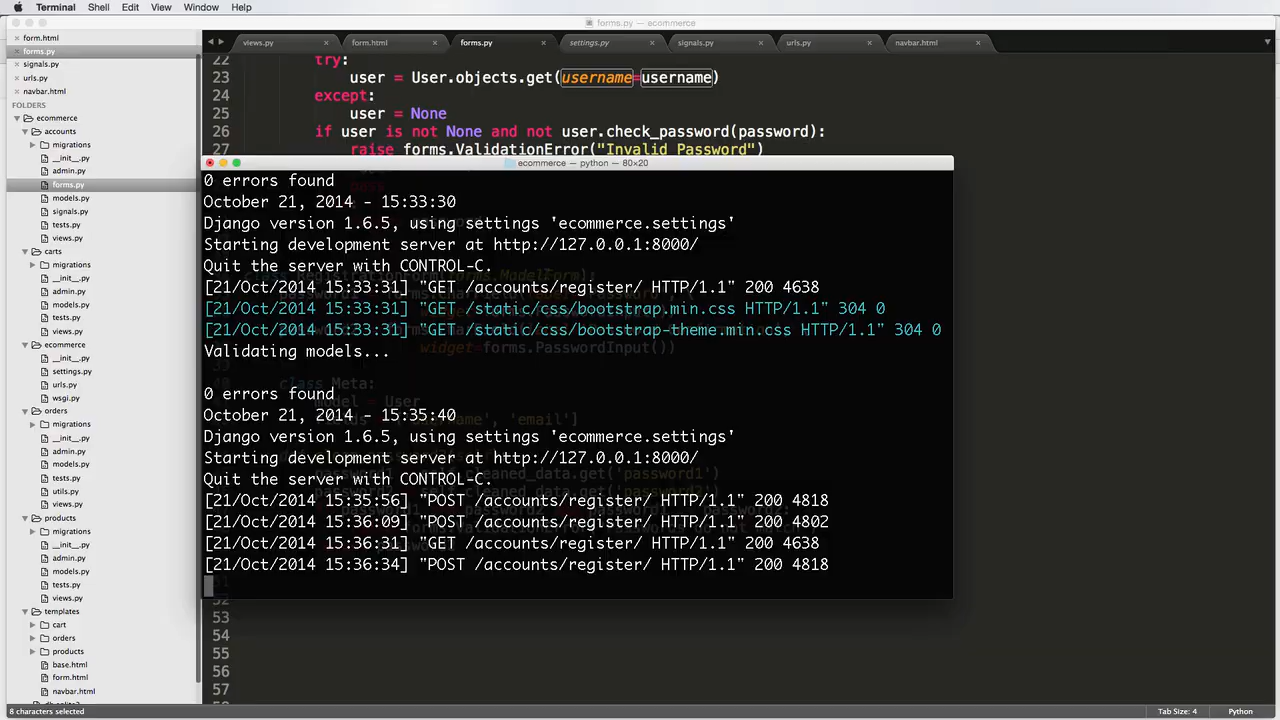 Terminal Shell Edit View Window Help
forms.py — ecommerce
form.html
forms.py
signals.py
urls.py
navbar.html
FOLDERS
ecommerce
accounts
migrations
__init__.py
admin.py
forms.py
models.py
signals.py
tests.py
views.py
carts
migrations
__init__.py
admin.py
models.py
tests.py
views.py
ecommerce
__init__.py
settings.py
urls.py
wsgi.py
orders
migrations
__init__.py
admin.py
models.py
tests.py
utils.py
views.py
products
migrations
__init__.py
admin.py
models.py
tests.py
views.py
templates
cart
orders
products
base.html
form.html
navbar.html
views.py form.html forms.py settings.py signals.py urls.py navbar.html
22 try:
23 user = User.objects.get(username=username)
24 except:
25 user = None
26 if user is not None and not user.check_password(password):
27 raise forms.ValidationError("Invalid Password")
ecommerce — python — 80×20
0 errors found
October 21, 2014 - 15:33:30
Django version 1.6.5, using settings 'ecommerce.settings'
Starting development server at http://127.0.0.1:8000/
Quit the server with CONTROL-C.
[21/Oct/2014 15:33:31] "GET /accounts/register/ HTTP/1.1" 200 4638
[21/Oct/2014 15:33:31] "GET /static/css/bootstrap.min.css HTTP/1.1" 304 0
[21/Oct/2014 15:33:31] "GET /static/css/bootstrap-theme.min.css HTTP/1.1" 304 0
widget=forms.PasswordInput())
Validating models...
class Meta:
0 errors found
model = User
October 21, 2014 - 15:35:40
Django version 1.6.5, using settings 'ecommerce.settings'
Starting development server at http://127.0.0.1:8000/
Quit the server with CONTROL-C.
[21/Oct/2014 15:35:56] "POST /accounts/register/ HTTP/1.1" 200 4818
[21/Oct/2014 15:36:09] "POST /accounts/register/ HTTP/1.1" 200 4802
[21/Oct/2014 15:36:31] "GET /accounts/register/ HTTP/1.1" 200 4638
[21/Oct/2014 15:36:34] "POST /accounts/register/ HTTP/1.1" 200 4818
52
53
54
55
56
57
8 characters selected Tab Size: 4 Python